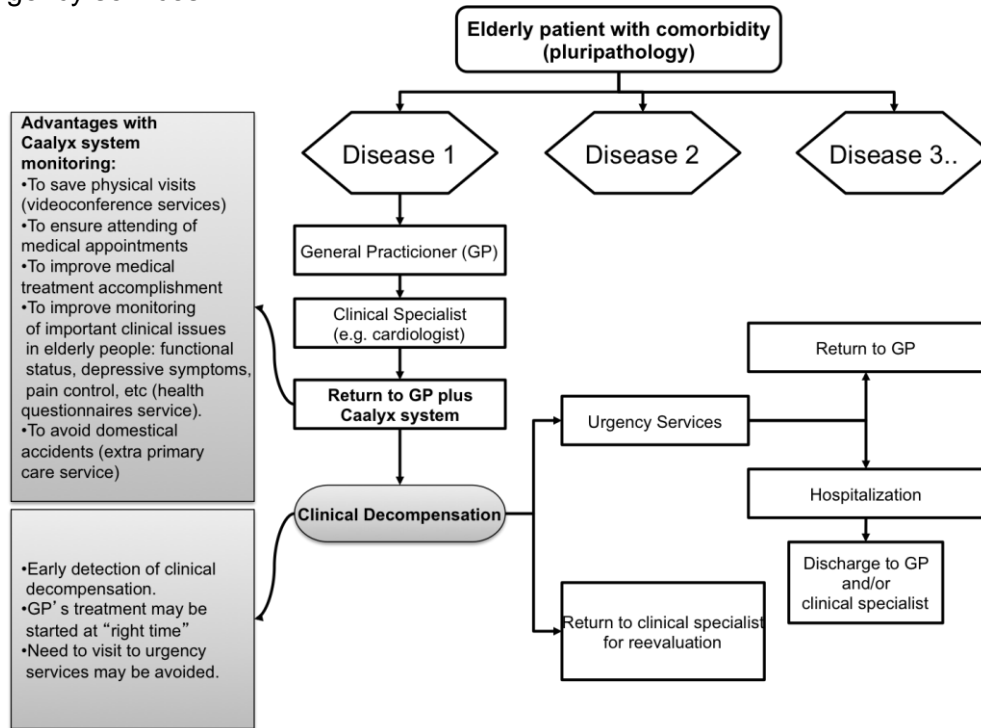 Elderly patient with comorbidity
(pluripathology)
Advantages with
Caalyx system
monitoring:
•To save physical visits
(videoconference services)
•To ensure attending of
medical appointments
•To improve medical
treatment accomplishment
•To improve monitoring
of important clinical issues
in elderly people: functional
status, depressive symptoms,
pain control, etc (health
questionnaires service).
•To avoid domestical
accidents (extra primary
care service)
Disease 1
Disease 2
Disease 3..
General Practicioner (GP)
Clinical Specialist
(e.g. cardiologist)
Return to GP plus
Caalyx system
Clinical Decompensation
Urgency Services
Return to GP
Hospitalization
Discharge to GP
and/or
clinical specialist
Return to clinical specialist
for reevaluation
•Early detection of clinical
decompensation.
•GP’s treatment may be
started at “right time”
•Need to visit to urgency
services may be avoided.